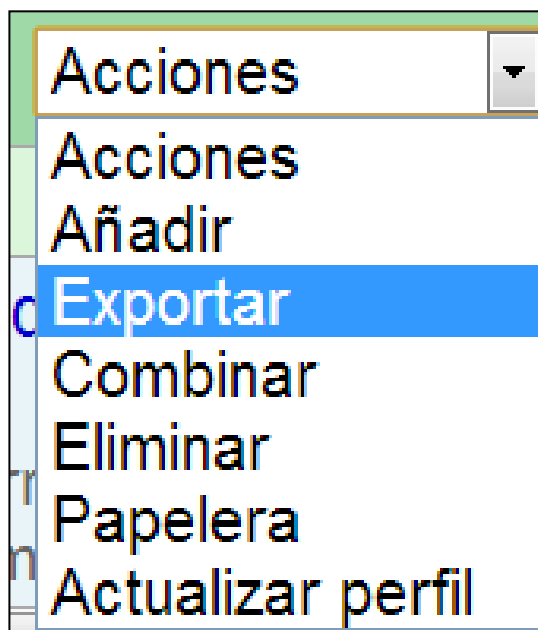 Acciones
Acciones
Añadir
Exportar
Combinar
Eliminar
Papelera
Actualizar perfil